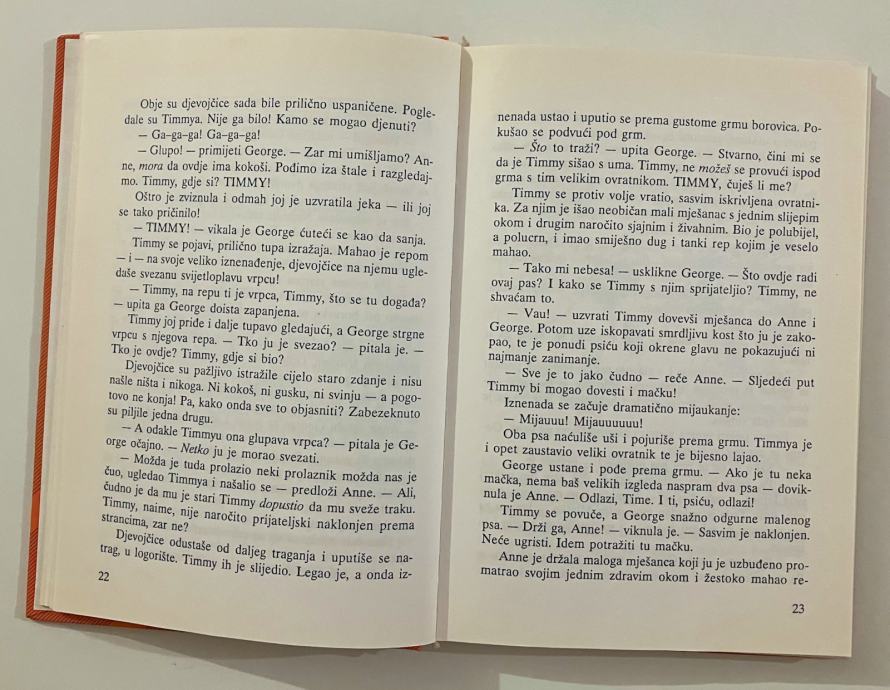 Obje su djevojčice sada bile prilično uspaničene. Pogle-
dale su Timmya. Nije ga bilo! Kamo se mogao djenuti?
— Ga–ga–ga! Ga–ga–ga!
— Glupo! — primijeti George. — Zar mi umišljamo? An-
ne, mora da ovdje ima kokoši. Pođimo iza štale i razgledaj-
mo. Timmy, gdje si? TIMMY!
Oštro je zviznula i odmah joj je uzvratila jeka — ili joj
se tako pričinilo!
— TIMMY! — vikala je George ćuteći se kao da sanja.
Timmy se pojavi, prilično tupa izražaja. Mahao je repom
— i — na svoje veliko iznenađenje, djevojčice na njemu ugle-
daše svezanu svijetloplavu vrpcu!
— Timmy, na repu ti je vrpca, Timmy, što se tu događa?
— upita ga George doista zapanjena.
Timmy joj priđe i dalje tupavo gledajući, a George strgne
vrpcu s njegova repa. — Tko ju je svezao? — pitala je. —
Tko je ovdje? Timmy, gdje si bio?
Djevojčice su pažljivo istražile cijelo staro zdanje i nisu
našle ništa i nikoga. Ni kokoš, ni gusku, ni svinju — a pogo-
tovo ne konja! Pa, kako onda sve to objasniti? Zabezeknuto
su piljile jedna drugu.
— A odakle Timmyu ona glupava vrpca? — pitala je Ge-
orge očajno. — Netko ju je morao svezati.
— Možda je tuda prolazio neki prolaznik možda nas je
čuo, ugledao Timmya i našalio se — predloži Anne. — Ali,
čudno je da mu je stari Timmy dopustio da mu sveže traku.
Timmy, naime, nije naročito prijateljski naklonjen prema
strancima, zar ne?
Djevojčice odustaše od daljeg traganja i uputiše se na-
trag, u logorište. Timmy ih je slijedio. Legao je, a onda iz-
22
nenada ustao i uputio se prema gustome grmu borovica. Po-
kušao se podvući pod grm.
— Što to traži? — upita George. — Stvarno, čini mi se
da je Timmy sišao s uma. Timmy, ne možeš se provući ispod
grma s tim velikim ovratnikom. TIMMY, čuješ li me?
Timmy se protiv volje vratio, sasvim iskrivljena ovratni-
ka. Za njim je išao neobičan mali mješanac s jednim slijepim
okom i drugim naročito sjajnim i živahnim. Bio je polubijel,
a polucrn, i imao smiješno dug i tanki rep kojim je veselo
mahao.
— Tako mi nebesa! — usklikne George. — Što ovdje radi
ovaj pas? I kako se Timmy s njim sprijateljio? Timmy, ne
shvaćam to.
— Vau! — uzvrati Timmy dovevši mješanca do Anne i
George. Potom uze iskopavati smrdljivu kost što ju je zako-
pao, te je ponudi psiću koji okrene glavu ne pokazujući ni
najmanje zanimanje.
— Sve je to jako čudno — reče Anne. — Sljedeći put
Timmy bi mogao dovesti i mačku!
Iznenada se začuje dramatično mijaukanje:
— Mijauuu! Mijauuuuuu!
Oba psa naćuliše uši i pojuriše prema grmu. Timmya je
i opet zaustavio veliki ovratnik te je bijesno lajao.
George ustane i pođe prema grmu. — Ako je tu neka
mačka, nema baš velikih izgleda naspram dva psa — dovik-
nula je Anne. — Odlazi, Time. I ti, psiću, odlazi!
Timmy se povuče, a George snažno odgurne malenog
psa. — Drži ga, Anne! — viknula je. — Sasvim je naklonjen.
Neće ugristi. Idem potražiti tu mačku.
Anne je držala maloga mješanca koji ju je uzbuđeno pro-
matrao svojim jednim zdravim okom i žestoko mahao re-
23